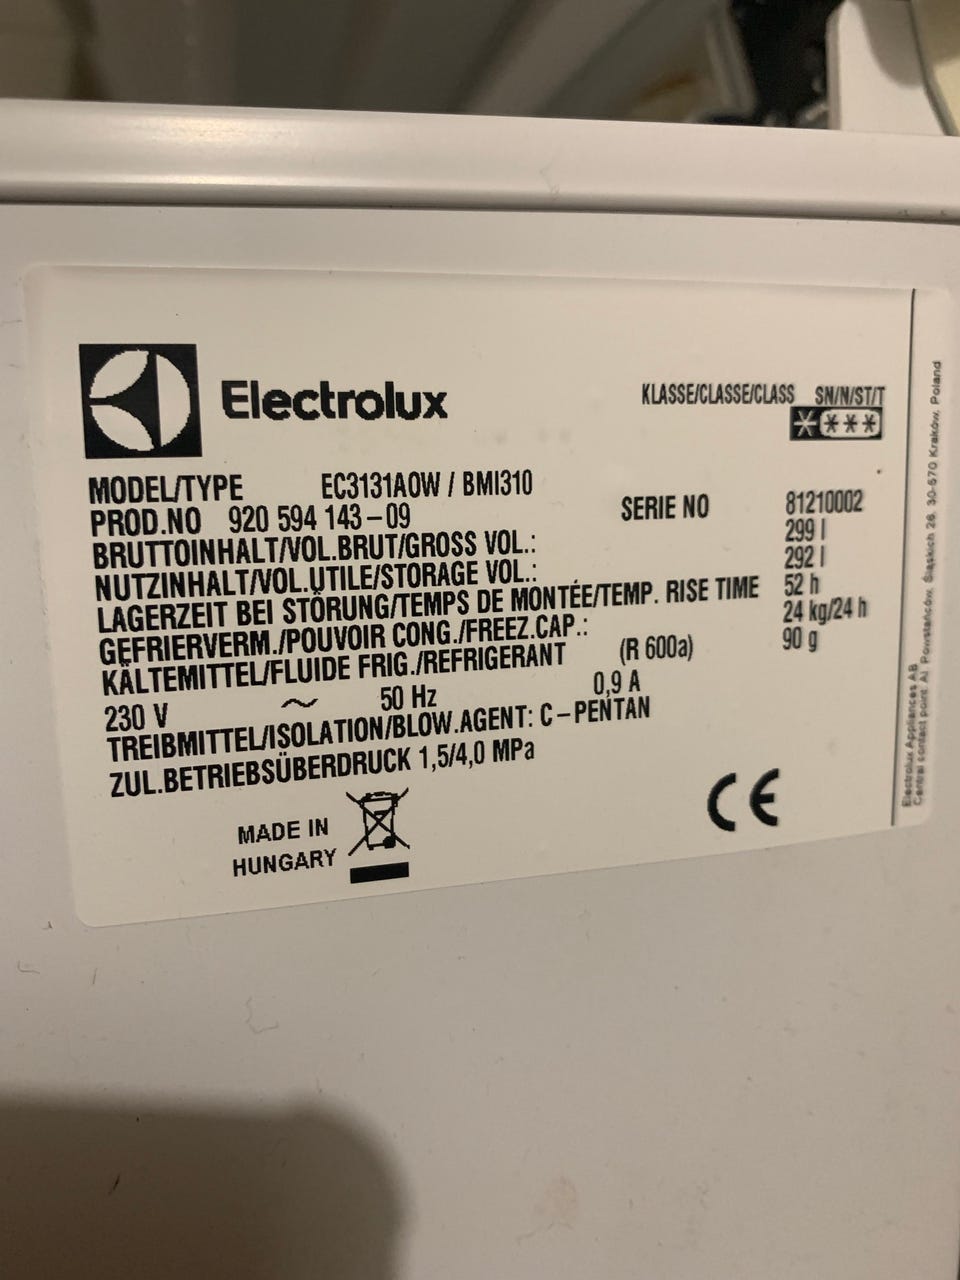 Electrolux
KLASSE/CLASSE/CLASS SN/N/ST/T
MODEL/TYPE EC3131AOW / BMI310
PROD.NO 920 594 143-09 SERIE NO 81210002
BRUTTOINHALT/VOL.BRUT/GROSS VOL.: 299 l
NUTZINHALT/VOL.UTILE/STORAGE VOL.: 292 l
LAGERZEIT BEI STÖRUNG/TEMPS DE MONTÉE/TEMP. RISE TIME 52 h
GEFRIERVERM./POUVOIR CONG./FREEZ.CAP.: 24 kg/24 h
KÄLTEMITTEL/FLUIDE FRIG./REFRIGERANT (R 600a) 90 g
230 V ~ 50 Hz 0,9 A
TREIBMITTEL/ISOLATION/BLOW.AGENT: C-PENTAN
ZUL.BETRIEBSÜBERDRUCK 1,5/4,0 MPa
MADE IN
HUNGARY
CE
Electrolux Appliances AB
Central contact point: Al. Powstańców Śląskich 26, 30-570 Kraków, Poland